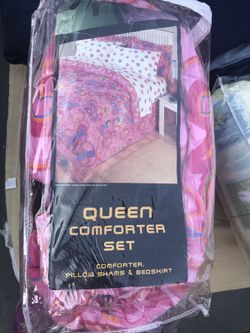 QUEEN
COMFORTER
SET
COMFORTER,
PILLOW SHAMS & BEDSKIRT